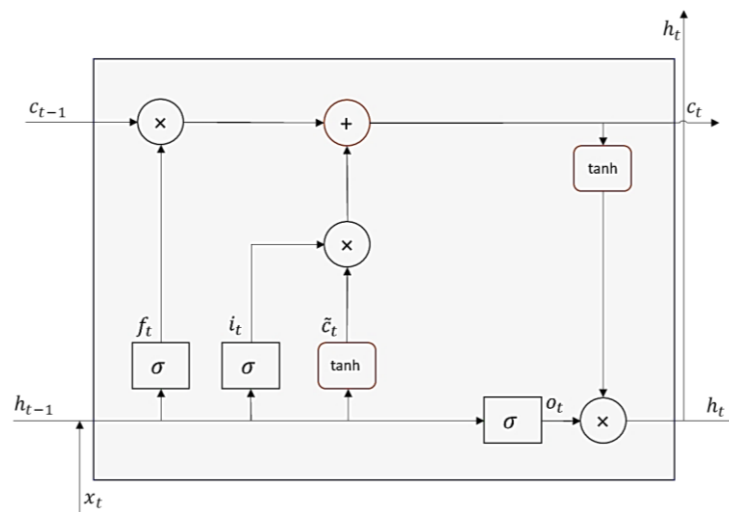 h_t
c_{t−1}
×
+
c_t
tanh
×
f_t
i_t
c̃_t
σ
σ
tanh
h_{t−1}
σ
o_t
×
h_t
x_t